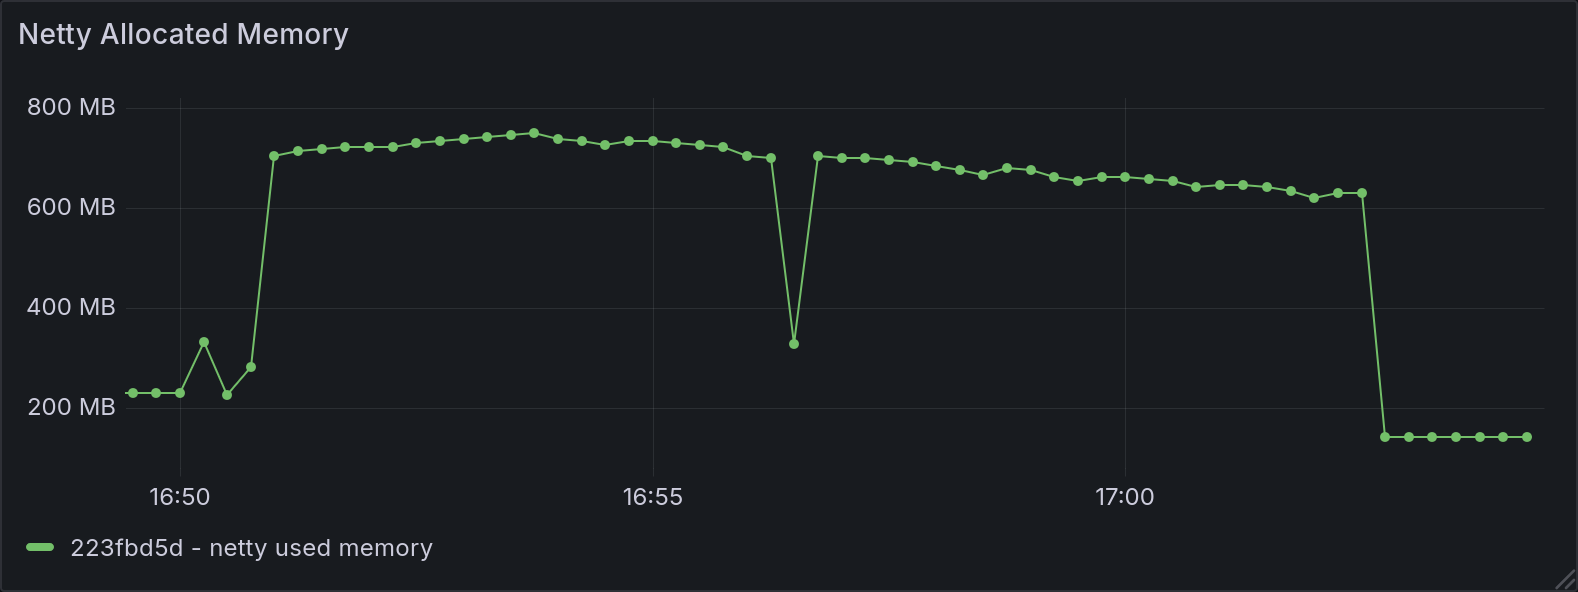 Netty Allocated Memory
800 MB
600 MB
400 MB
200 MB
16:50 16:55 17:00
223fbd5d - netty used memory